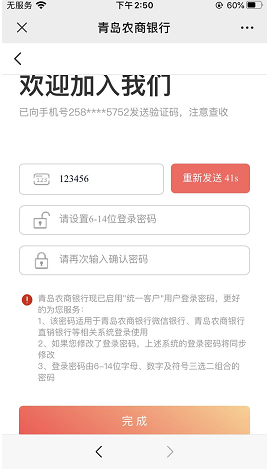 无服务 下午2:50 60%
青岛农商银行
欢迎加入我们
已向手机号258****5752发送验证码，注意查收
123 123456 重新发送 41s
请设置6-14位登录密码
请再次输入确认密码
青岛农商银行现已启用"统一客户"用户登录密码，更好
的为您服务：
1、该密码适用于青岛农商银行微信银行、青岛农商银行
直销银行等相关系统登录使用
2、如果您修改了登录密码，上述系统的登录密码将同步
修改
3、登录密码由6-14位字母、数字及符号三选二组合的
密码
完成